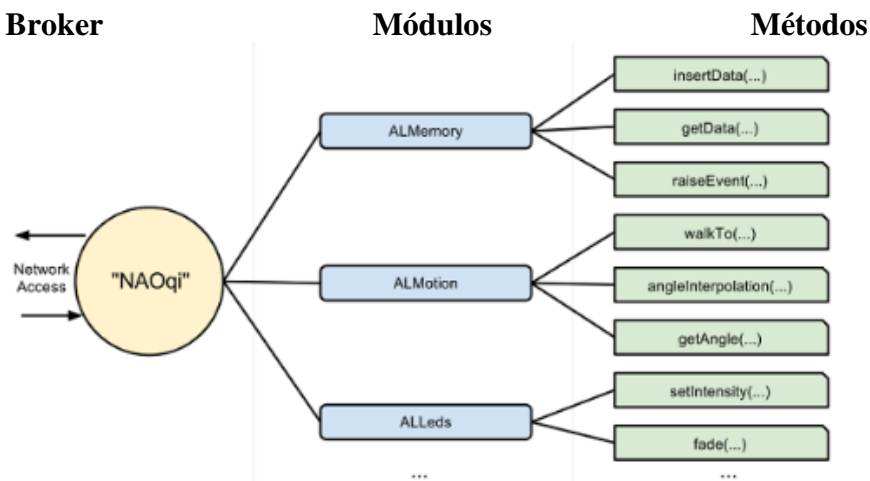 Broker Módulos Métodos
insertData(...)
ALMemory
getData(...)
raiseEvent(...)
Network
Access
"NAOqi"
walkTo(...)
ALMotion
angleInterpolation(...)
getAngle(...)
setIntensity(...)
ALLeds
fade(...)
... ...